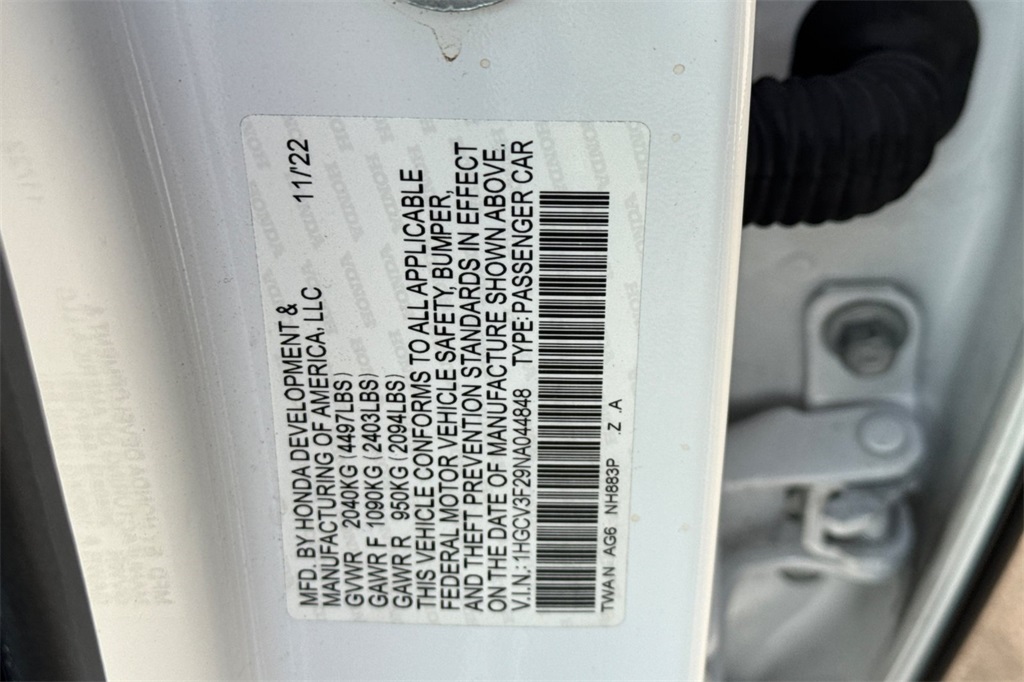 MFD. BY HONDA DEVELOPMENT & 11/22
MANUFACTURING OF AMERICA, LLC
GVWR 2040KG (4497LBS)
GAWR F 1090KG (2403LBS)
GAWR R 950KG (2094LBS)
THIS VEHICLE CONFORMS TO ALL APPLICABLE
FEDERAL MOTOR VEHICLE SAFETY, BUMPER,
AND THEFT PREVENTION STANDARDS IN EFFECT
ON THE DATE OF MANUFACTURE SHOWN ABOVE.
V.I.N.: 1HGCV3F29NA044848 TYPE: PASSENGER CAR
TWAN AG6 NH883P .Z .A